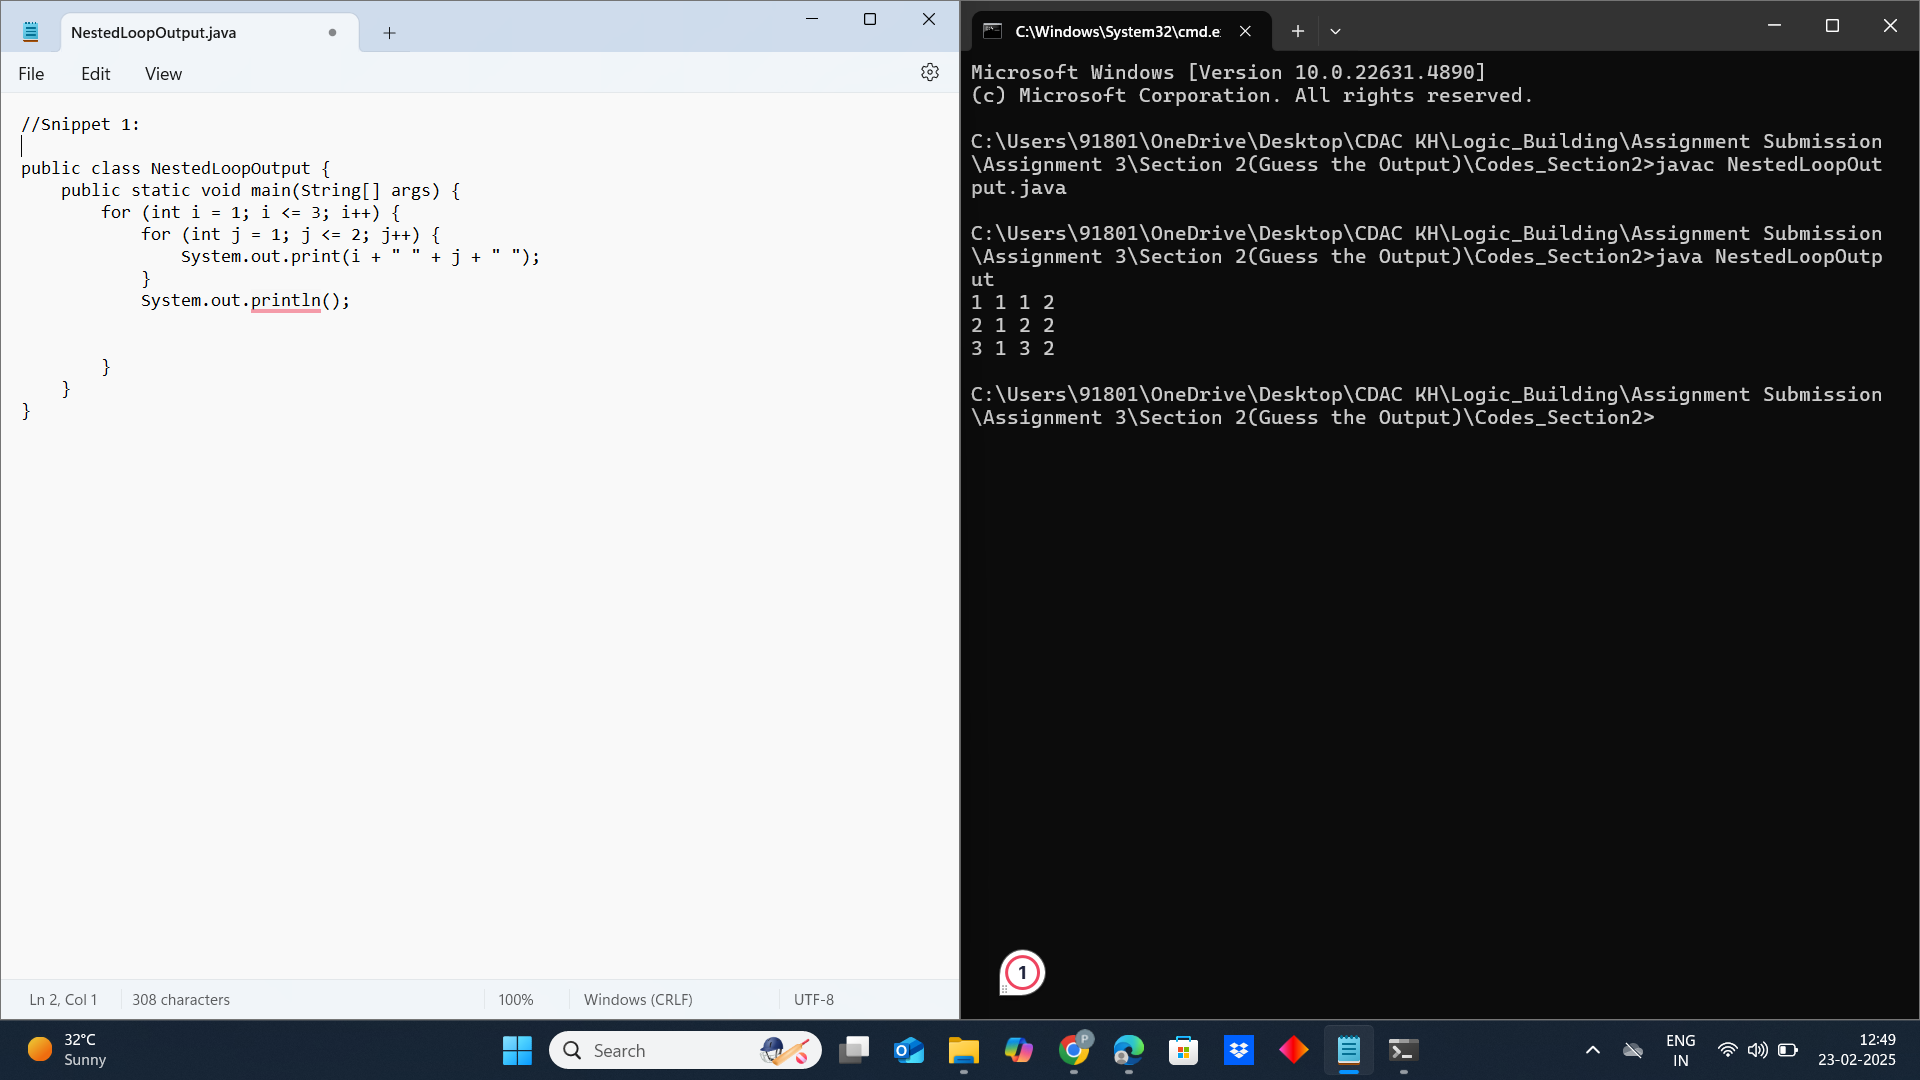 NestedLoopOutput.java
File Edit View
//Snippet 1:
public class NestedLoopOutput {
    public static void main(String[] args) {
        for (int i = 1; i <= 3; i++) {
            for (int j = 1; j <= 2; j++) {
                System.out.print(i + " " + j + " ");
            }
            System.out.println();
        }
    }
}
Ln 2, Col 1 308 characters 100% Windows (CRLF) UTF-8
C:\Windows\System32\cmd.e
Microsoft Windows [Version 10.0.22631.4890]
(c) Microsoft Corporation. All rights reserved.
C:\Users\91801\OneDrive\Desktop\CDAC KH\Logic_Building\Assignment Submission
\Assignment 3\Section 2(Guess the Output)\Codes_Section2>javac NestedLoopOut
put.java
C:\Users\91801\OneDrive\Desktop\CDAC KH\Logic_Building\Assignment Submission
\Assignment 3\Section 2(Guess the Output)\Codes_Section2>java NestedLoopOutp
ut
1 1 1 2
2 1 2 2
3 1 3 2
C:\Users\91801\OneDrive\Desktop\CDAC KH\Logic_Building\Assignment Submission
\Assignment 3\Section 2(Guess the Output)\Codes_Section2>
1
32°C
Sunny
Search
P
ENG
IN
12:49
23-02-2025